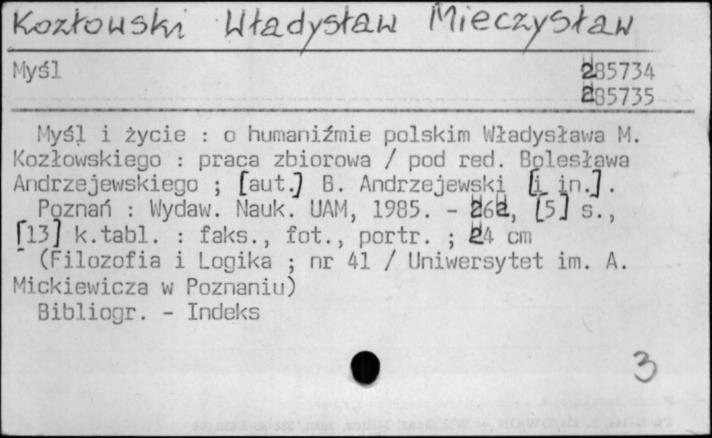 Kozłowski Władysław Mieczysław
Myśl 285734
285735
Myśl i życie : o humaniźmie polskim Władysława M.
Kozłowskiego : praca zbiorowa / pod red. Bolesława
Andrzejewskiego ; [aut.] B. Andrzejewski [i in.].
Poznań : Wydaw. Nauk. UAM, 1985. - 262, [5] s.,
[13] k.tabl. : faks., fot., portr. ; 24 cm
(Filozofia i Logika ; nr 41 / Uniwersytet im. A.
Mickiewicza w Poznaniu)
Bibliogr. - Indeks
3